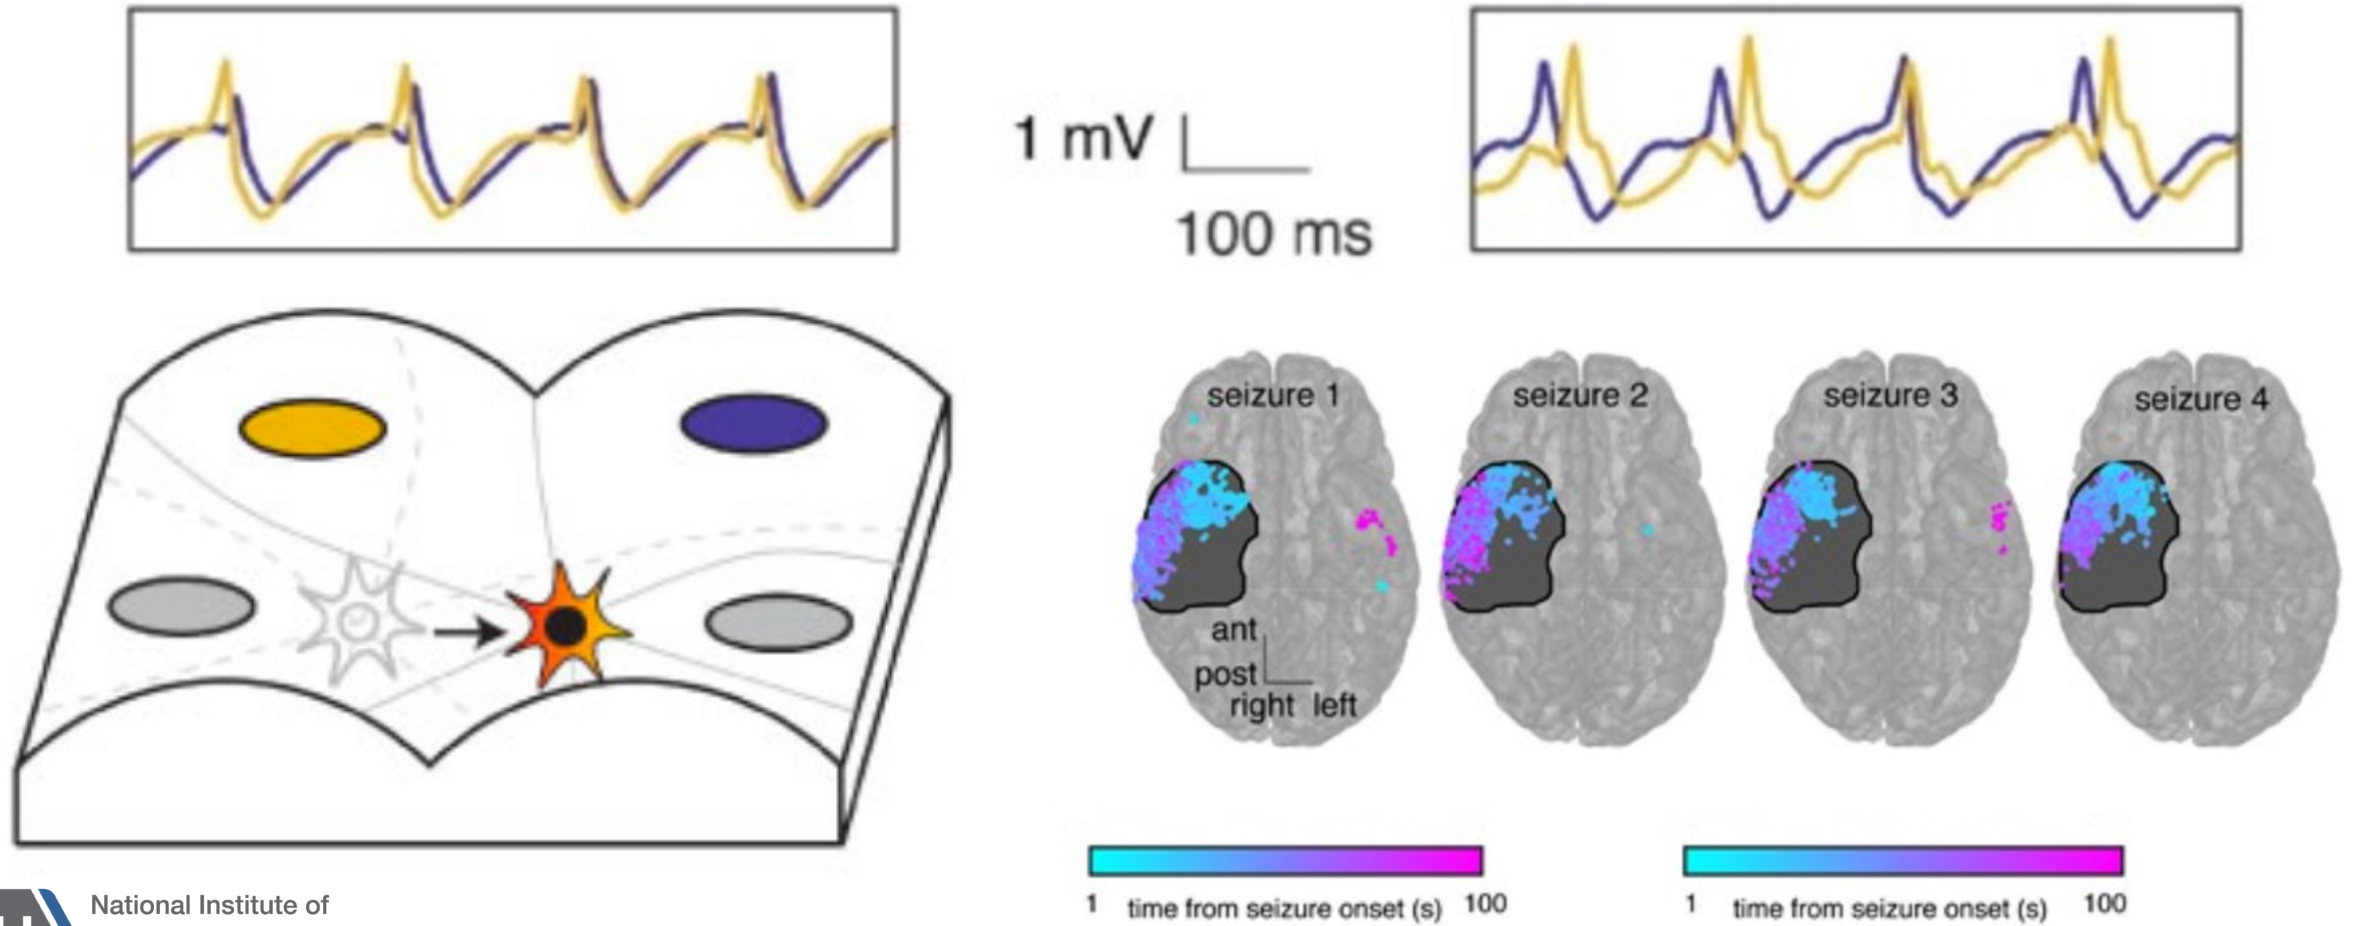 1 mV
100 ms
seizure 1
seizure 2
seizure 3
seizure 4
ant
post
right left
1 time from seizure onset (s) 100
1 time from seizure onset (s) 100
National Institute of